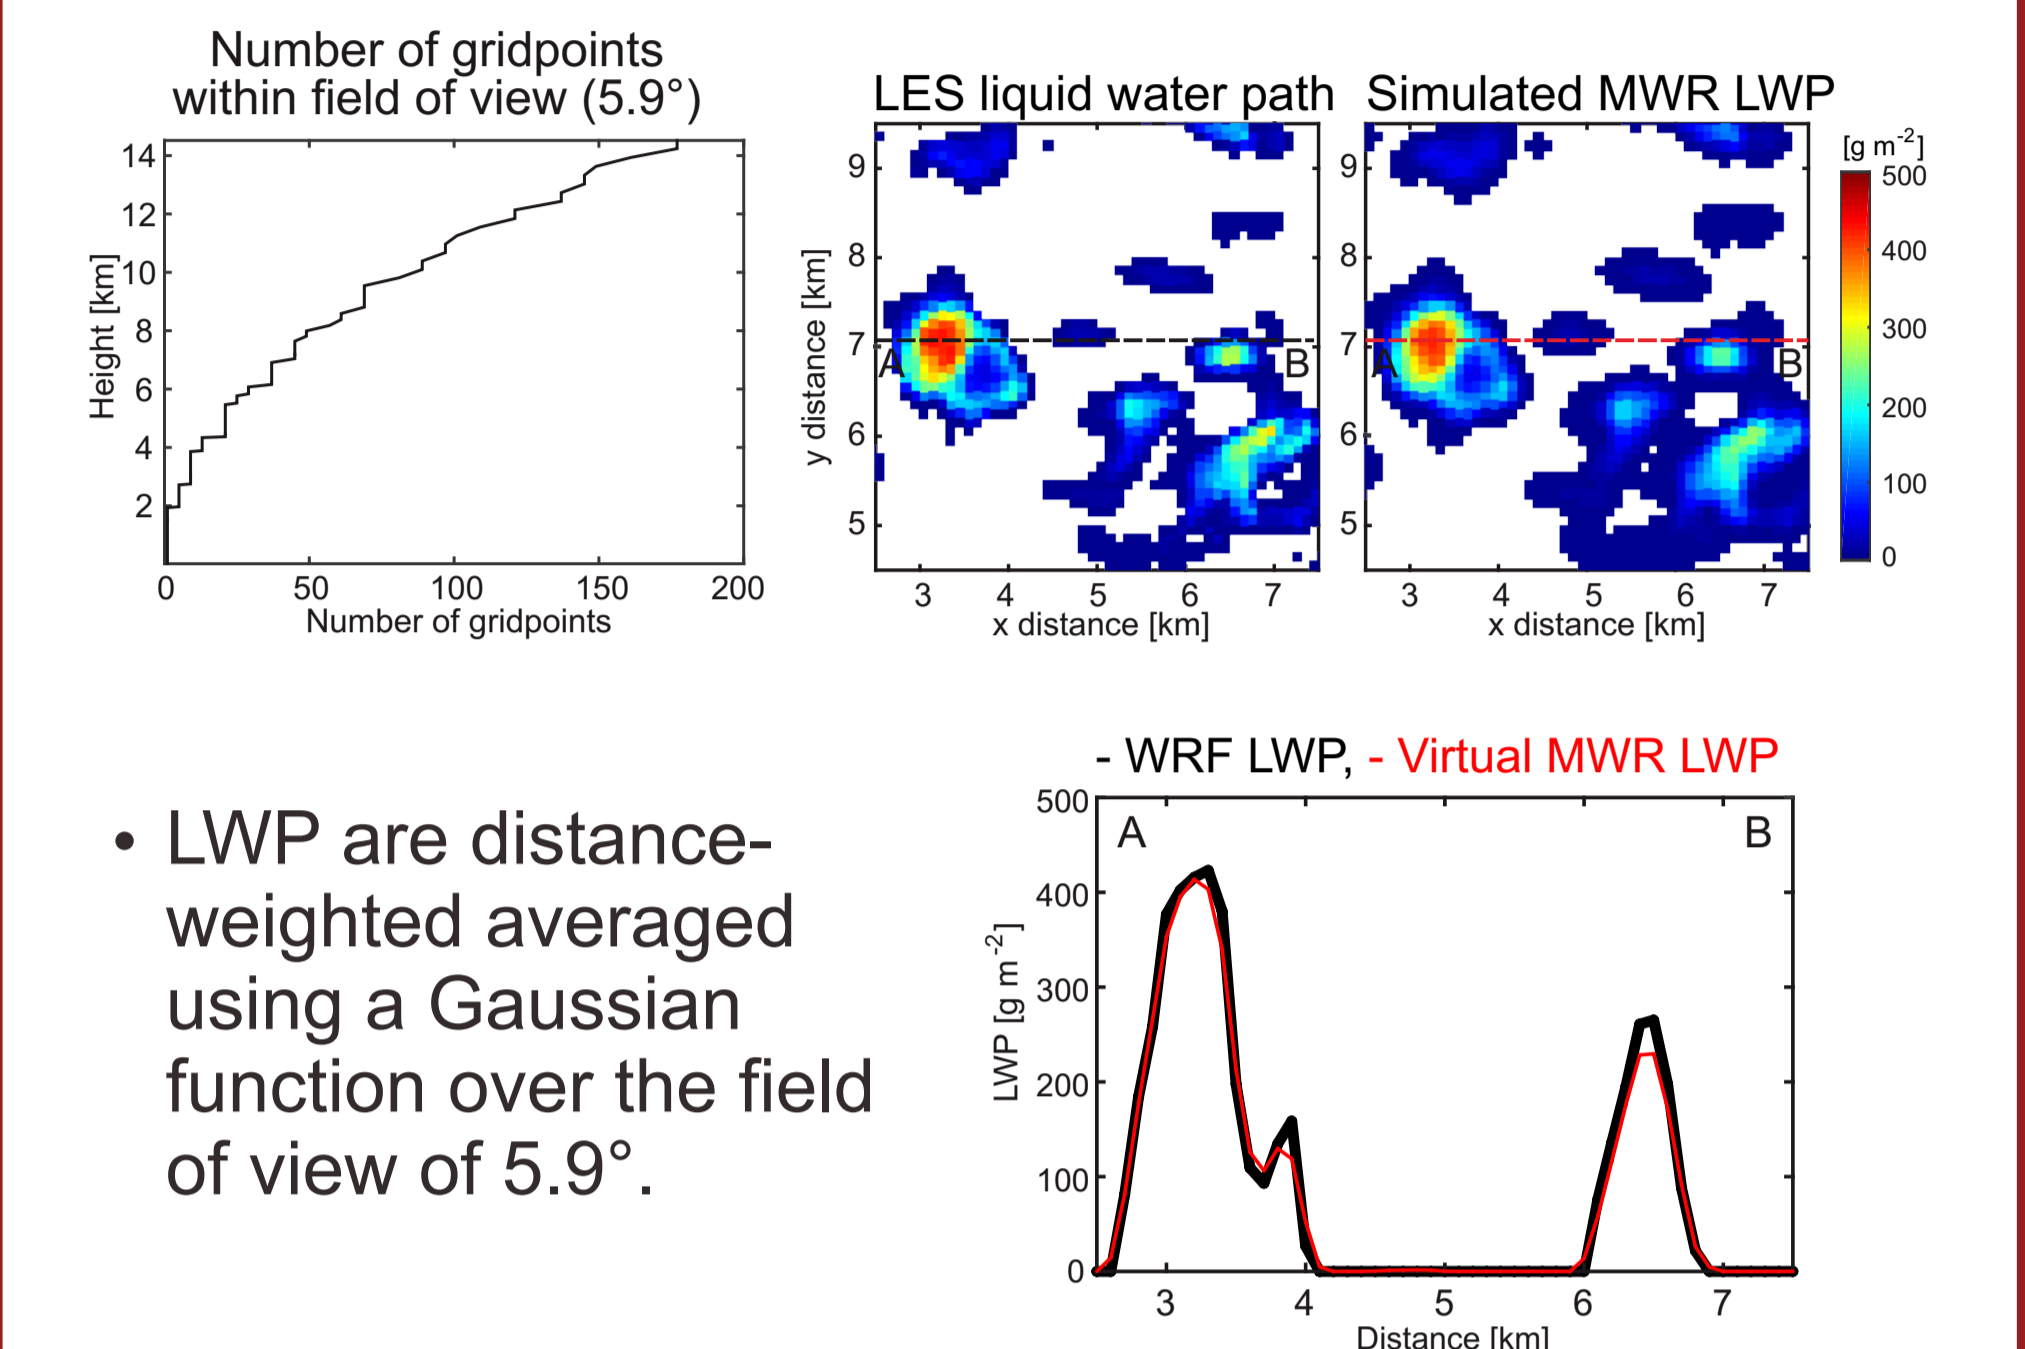 Number of gridpoints
within field of view (5.9°)
14
12
10
8
6
4
2
Height [km]
0 50 100 150 200
Number of gridpoints
LES liquid water path
9
8
7
6
5
y distance [km]
A
B
3 4 5 6 7
x distance [km]
Simulated MWR LWP
9
8
7
6
5
A
B
3 4 5 6 7
x distance [km]
[g m-2]
500
400
300
200
100
0
• LWP are distance-
weighted averaged
using a Gaussian
function over the field
of view of 5.9°.
- WRF LWP, - Virtual MWR LWP
500
400
300
200
100
0
LWP [g m-2]
A
B
3 4 5 6 7
Distance [km]